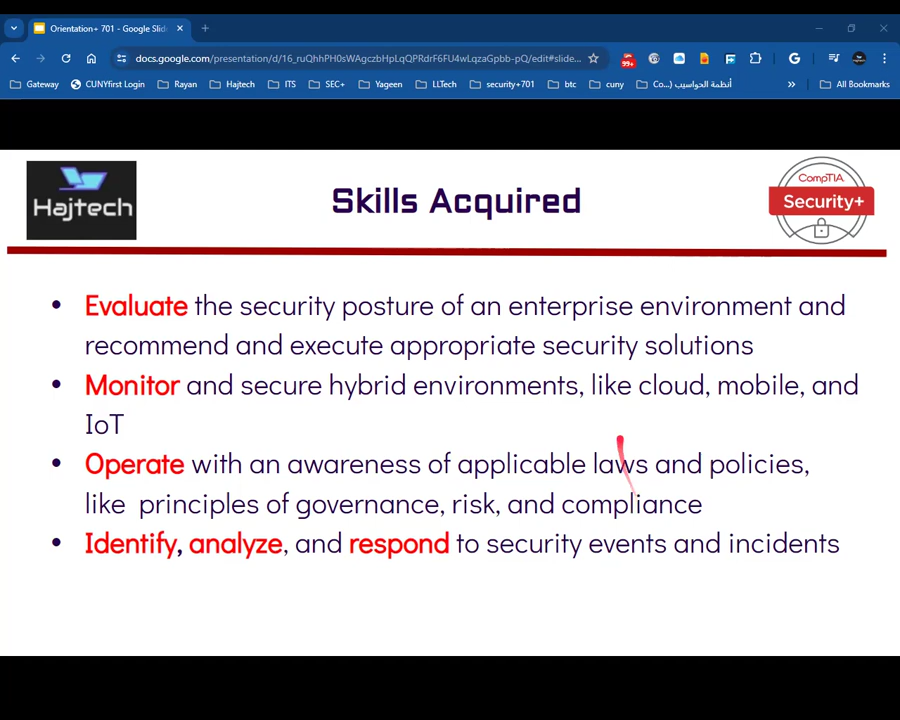 Orientation+ 701 - Google Slid
docs.google.com/presentation/d/16_ruQhhPH0sWAgczbHpLqQPRdrF6FU4wLqzaGpbb-pQ/edit#slide...
99+
Gateway CUNYfirst Login Rayan Hajtech ITS SEC+ Yageen LLTech security+701 btc cuny Co...) أنظمة الحواسيب » All Bookmarks
Hajtech
Skills Acquired
CompTIA
Security+
• Evaluate the security posture of an enterprise environment and
recommend and execute appropriate security solutions
• Monitor and secure hybrid environments, like cloud, mobile, and
IoT
• Operate with an awareness of applicable laws and policies,
like principles of governance, risk, and compliance
• Identify, analyze, and respond to security events and incidents